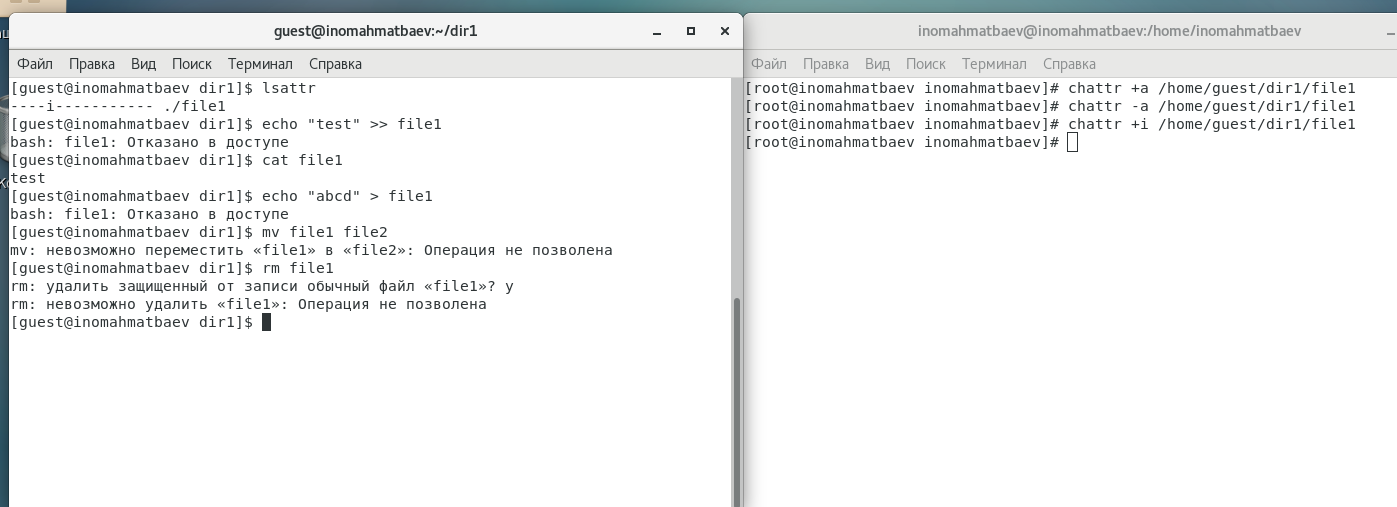 guest@inomahmatbaev:~/dir1
Файл Правка Вид Поиск Терминал Справка
[guest@inomahmatbaev dir1]$ lsattr
----i----------- ./file1
[guest@inomahmatbaev dir1]$ echo "test" >> file1
bash: file1: Отказано в доступе
[guest@inomahmatbaev dir1]$ cat file1
test
[guest@inomahmatbaev dir1]$ echo "abcd" > file1
bash: file1: Отказано в доступе
[guest@inomahmatbaev dir1]$ mv file1 file2
mv: невозможно переместить «file1» в «file2»: Операция не позволена
[guest@inomahmatbaev dir1]$ rm file1
rm: удалить защищенный от записи обычный файл «file1»? y
rm: невозможно удалить «file1»: Операция не позволена
[guest@inomahmatbaev dir1]$
inomahmatbaev@inomahmatbaev:/home/inomahmatbaev
Файл Правка Вид Поиск Терминал Справка
[root@inomahmatbaev inomahmatbaev]# chattr +a /home/guest/dir1/file1
[root@inomahmatbaev inomahmatbaev]# chattr -a /home/guest/dir1/file1
[root@inomahmatbaev inomahmatbaev]# chattr +i /home/guest/dir1/file1
[root@inomahmatbaev inomahmatbaev]#